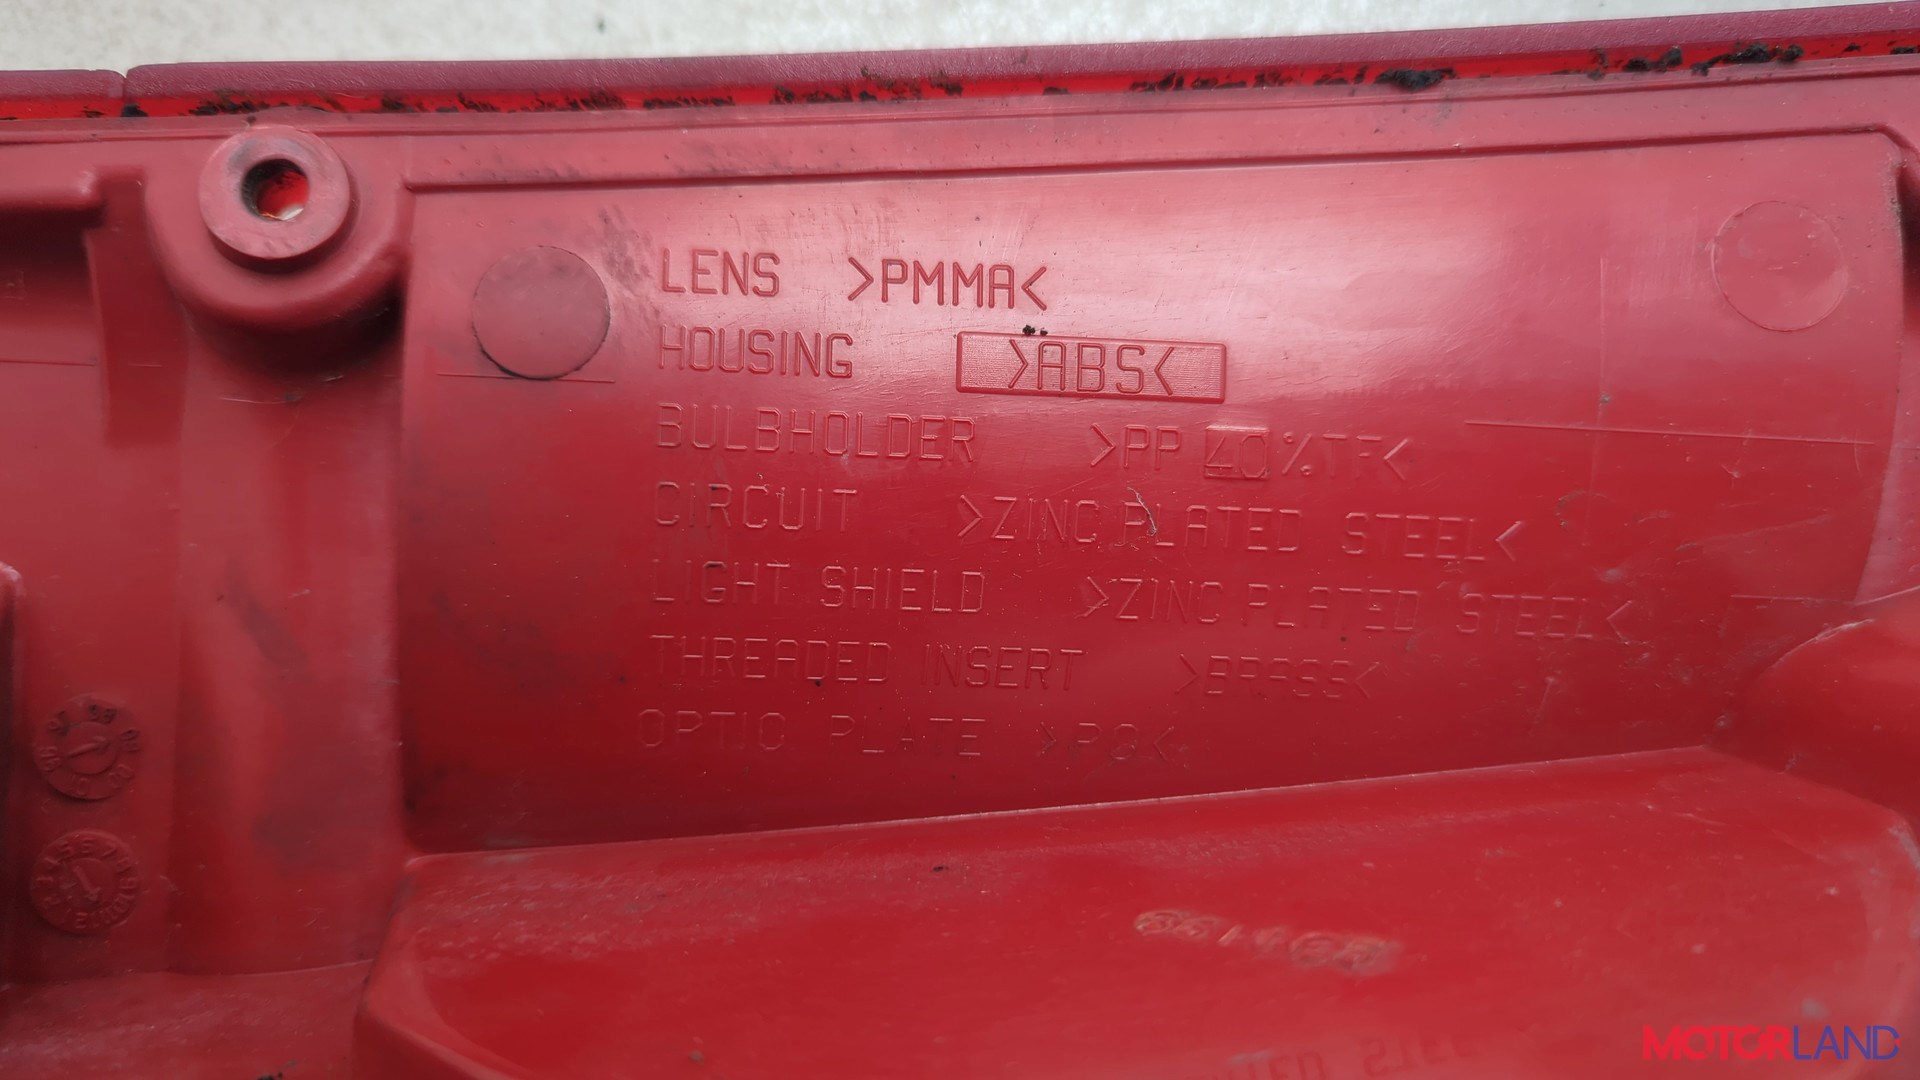 LENS >PMMA<
HOUSING >ABS<
BULBHOLDER >PP 40%TF<
CIRCUIT >ZINC PLATED STEEL<
LIGHT SHIELD >ZINC PLATED STEEL<
THREADED INSERT >BRASS<
OPTIC PLATE
MOTORLAND